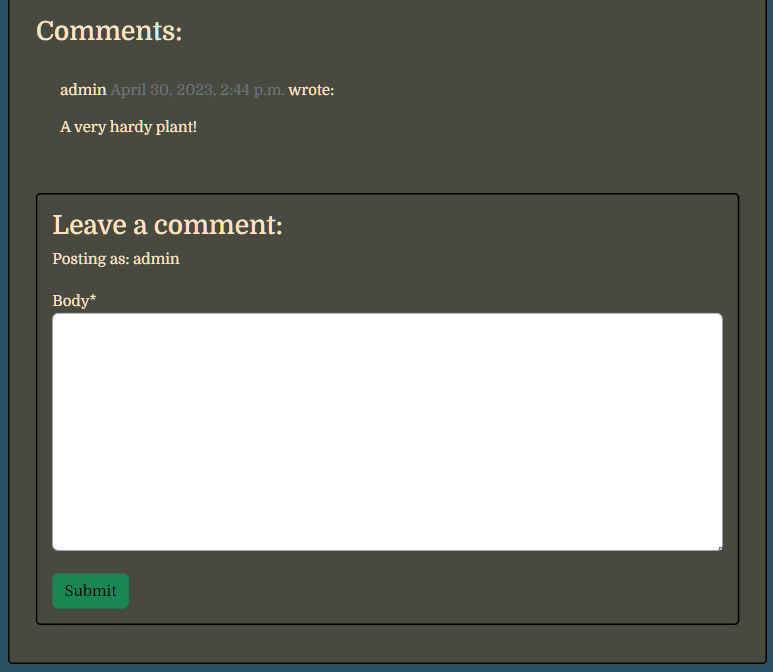 Comments:
admin April 30, 2023, 2:44 p.m. wrote:
A very hardy plant!
Leave a comment:
Posting as: admin
Body*
Submit